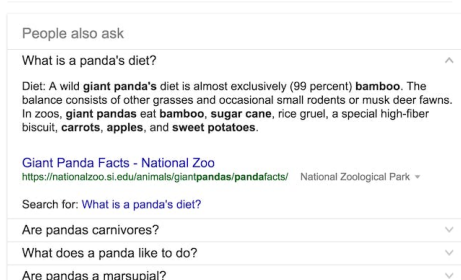 People also ask
What is a panda's diet?
Diet: A wild giant panda's diet is almost exclusively (99 percent) bamboo. The
balance consists of other grasses and occasional small rodents or musk deer fawns.
In zoos, giant pandas eat bamboo, sugar cane, rice gruel, a special high-fiber
biscuit, carrots, apples, and sweet potatoes.
Giant Panda Facts - National Zoo
https://nationalzoo.si.edu/animals/giantpandas/pandafacts/ National Zoological Park
Search for: What is a panda's diet?
Are pandas carnivores?
What does a panda like to do?
Are pandas a marsupial?